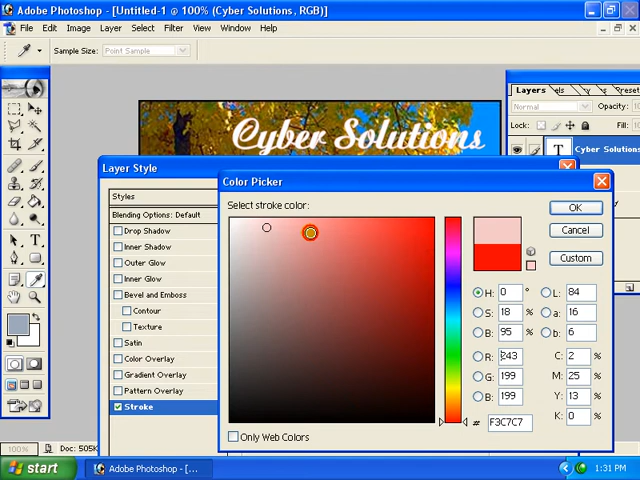 Adobe Photoshop - [Untitled-1 @ 100% (Cyber Solutions, RGB)]
File Edit Image Layer Select Filter View Window Help
Sample Size: Point Sample
Layers
Normal Opacity:
Lock: Fill:
T Cyber Solutions
Cyber Solutions
Layer Style
Styles
Blending Options: Default
Drop Shadow
Inner Shadow
Outer Glow
Inner Glow
Bevel and Emboss
Contour
Texture
Satin
Color Overlay
Gradient Overlay
Pattern Overlay
Stroke
Color Picker
Select stroke color:
OK
Cancel
Custom
H: 0 ° L: 84
S: 18 % a: 16
B: 95 % b: 6
R: 243 C: 2 %
G: 199 M: 25 %
B: 199 Y: 13 %
K: 0 %
# F3C7C7
Only Web Colors
100% Doc: 505K
start Adobe Photoshop - [... 1:31 PM